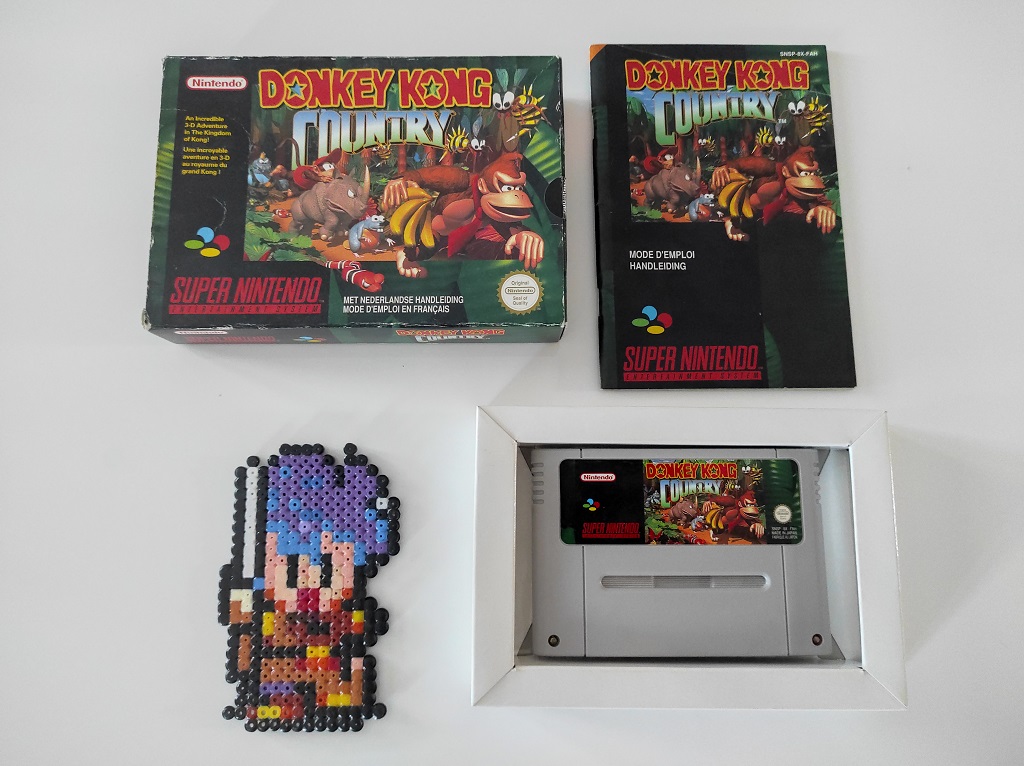 Nintendo
DONKEY KONG
COUNTRY
An Incredible
3-D Adventure
in The Kingdom
of Kong!
Une incroyable
aventure en 3-D
au royaume du
grand Kong !
SUPER NINTENDO
ENTERTAINMENT SYSTEM
MET NEDERLANDSE HANDLEIDING
MODE D'EMPLOI EN FRANÇAIS
Original
Nintendo
Seal of
Quality
SUPER NINTENDO
DONKEY KONG
COUNTRY
SNSP-8X-FAH
DONKEY KONG
COUNTRY™
MODE D'EMPLOI
HANDLEIDING
SUPER NINTENDO
ENTERTAINMENT SYSTEM
Nintendo
DONKEY KONG
COUNTRY
SUPER NINTENDO
MADE IN JAPAN